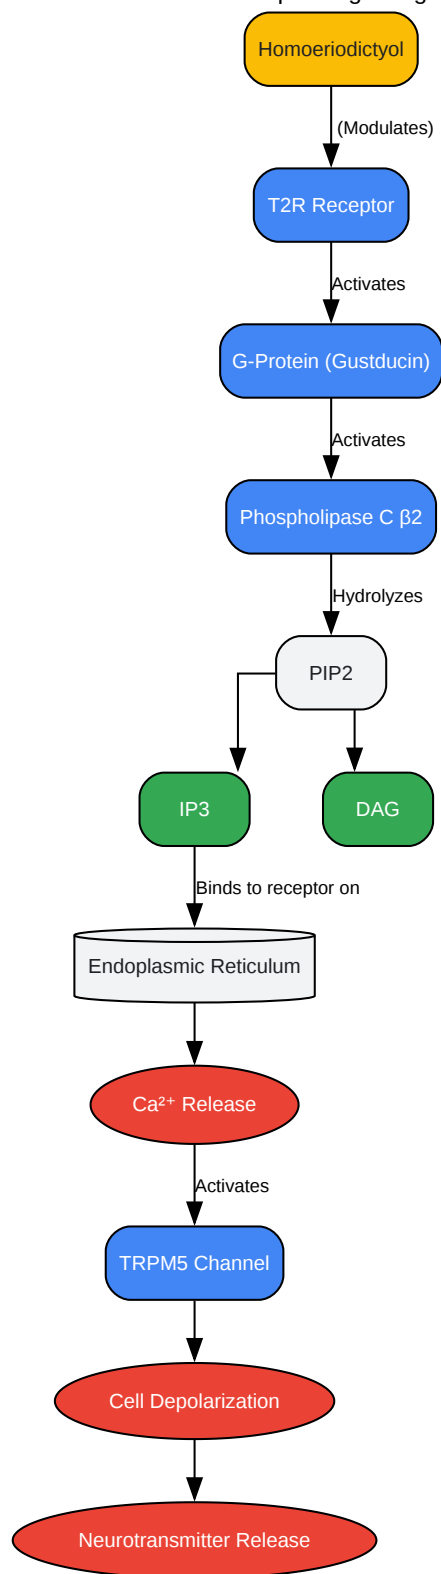 Homoeriodictyol
(Modulates)
T2R Receptor
Activates
G-Protein (Gustducin)
Activates
Phospholipase C β2
Hydrolyzes
PIP2
IP3
DAG
Binds to receptor on
Endoplasmic Reticulum
Ca²⁺ Release
Activates
TRPM5 Channel
Cell Depolarization
Neurotransmitter Release